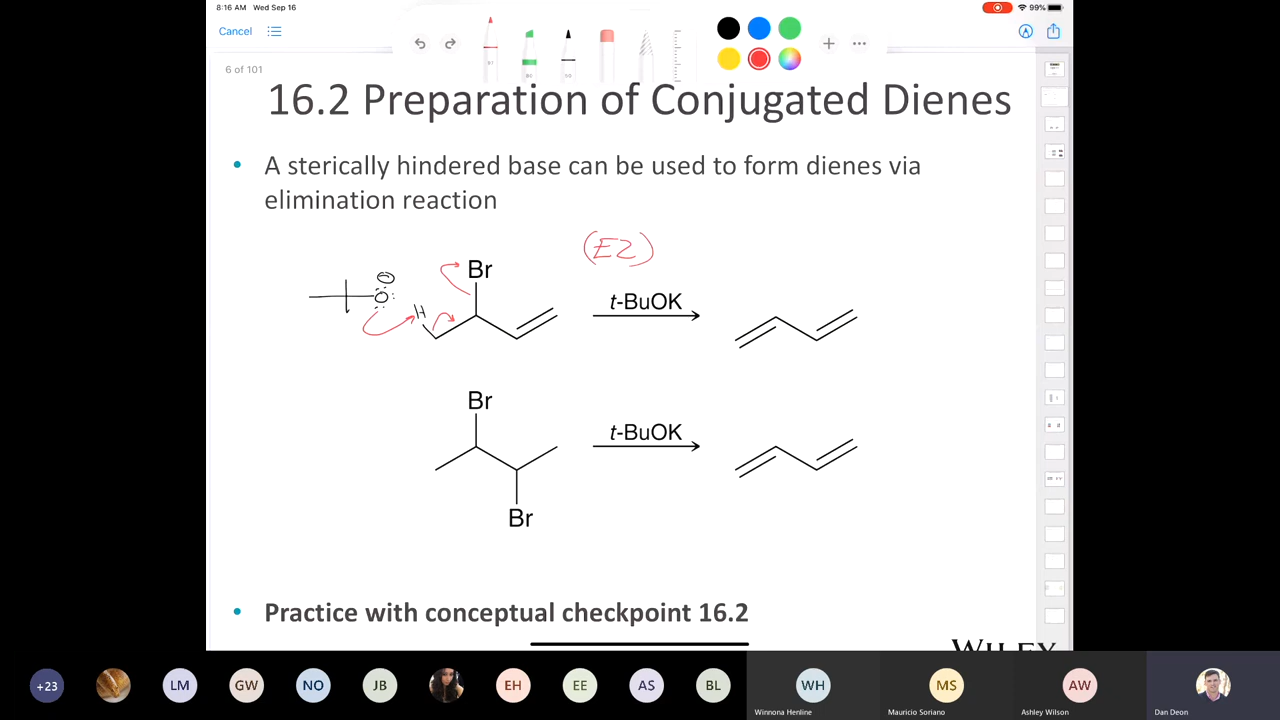 8:16 AM Wed Sep 16
99%
Cancel
6 of 101
16.2 Preparation of Conjugated Dienes
• A sterically hindered base can be used to form dienes via
elimination reaction
(E2)
Br
O
H
t-BuOK
Br
t-BuOK
Br
• Practice with conceptual checkpoint 16.2
WILEY
+23
LM
GW
NO
JB
EH
EE
AS
BL
WH
MS
AW
Winnona Henline
Mauricio Soriano
Ashley Wilson
Dan Deon